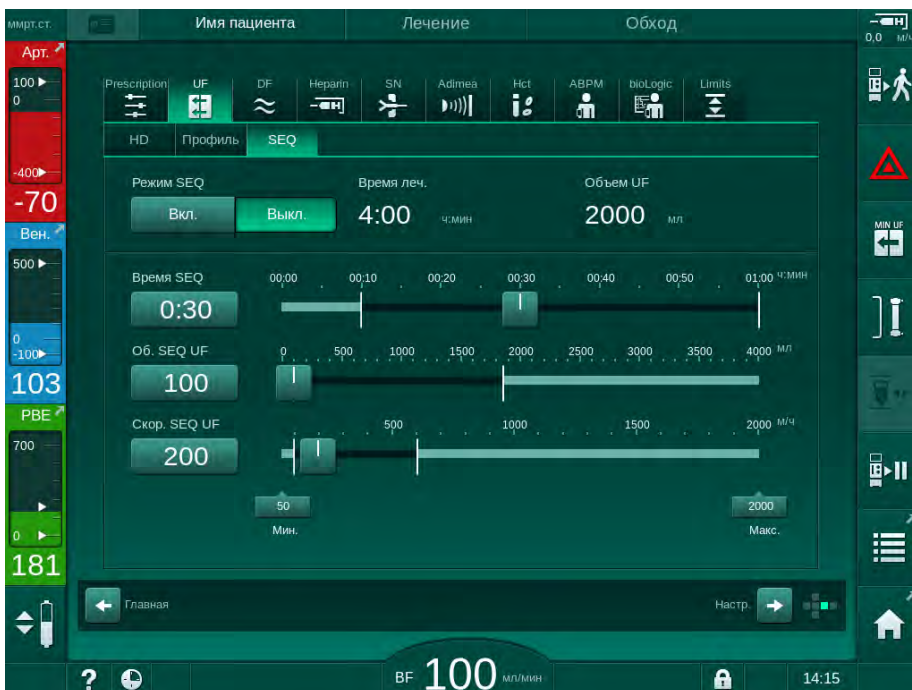 ммрт.ст.
Имя пациента
Лечение
Обход
0,0 м/ч
Арт.
100
0
-400
-70
Вен.
500
0
-100
103
PBE
700
0
181
Prescription
UF
DF
Heparin
SN
Adimea
Hct
ABPM
bioLogic
Limits
HD
Профиль
SEQ
Режим SEQ
Время леч.
Объем UF
Вкл.
Выкл.
4:00 ч:мин
2000 мл
Время SEQ
00:00 00:10 00:20 00:30 00:40 00:50 01:00 ч:мин
0:30
Об. SEQ UF
0 500 1000 1500 2000 2500 3000 3500 4000 мл
100
Скор. SEQ UF
500 1000 1500 2000 м/ч
200
50
2000
Мин.
Макс.
MIN UF
Главная
Настр.
?
BF 100 мл/мин
14:15